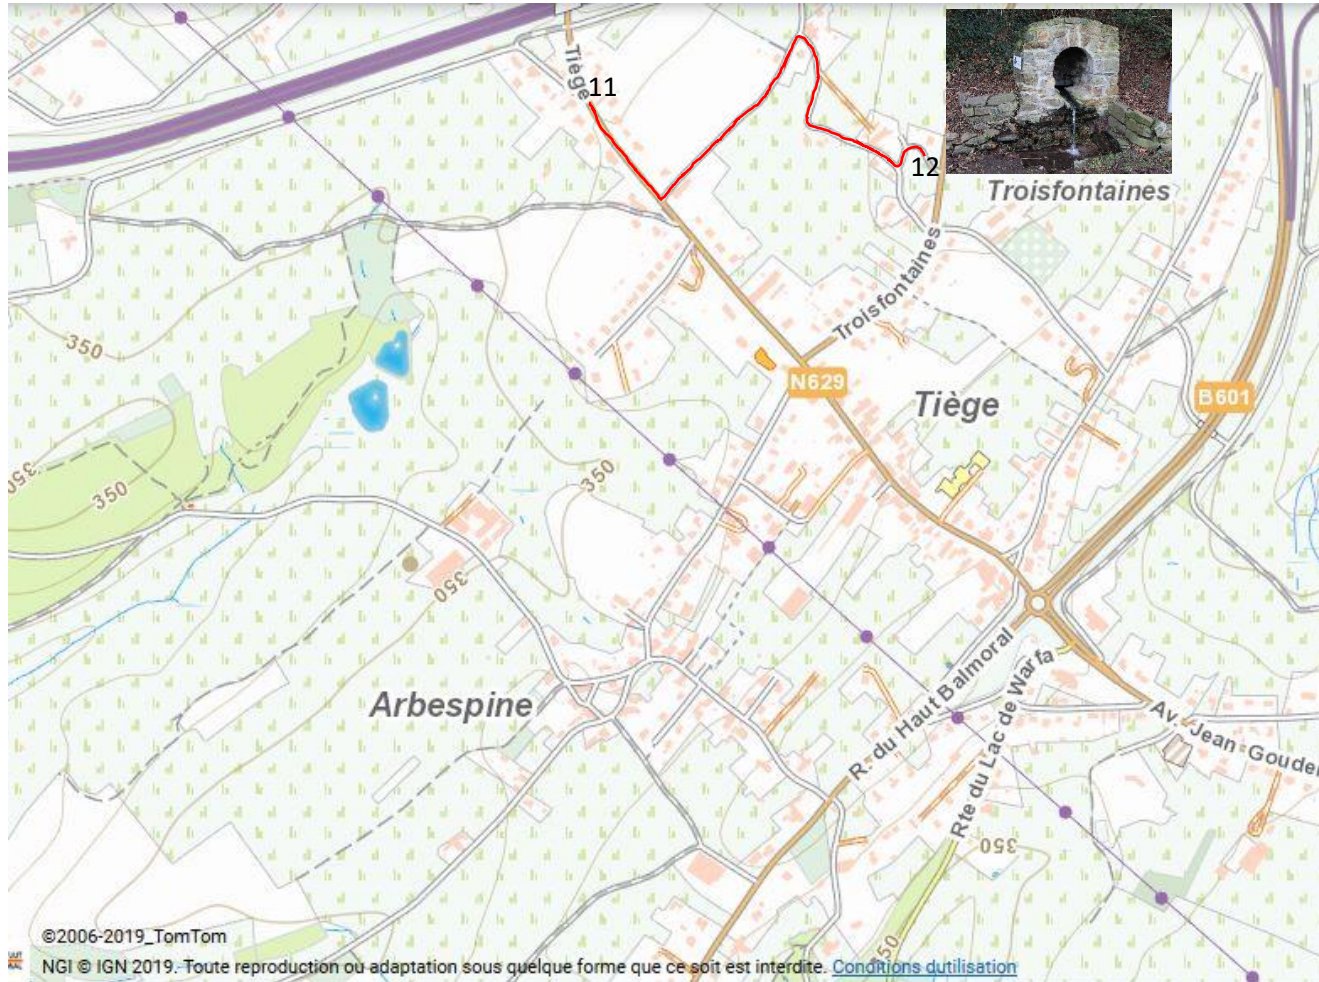 Tiège
11
12
Troisfontaines
Troisfontaines
350
N629
Tiège
B601
350
350
350
350
Arbespine
R. du Haut Balmoral
Rte du Lac de Warfa
Av. Jean Gouder
350
350
©2006-2019_TomTom
NGI © IGN 2019. Toute reproduction ou adaptation sous quelque forme que ce soit est interdite. Conditions dutilisation